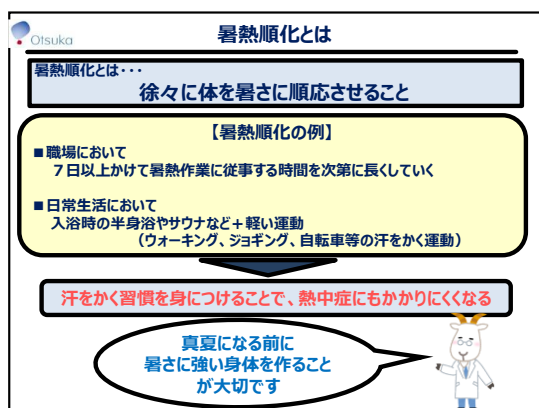 Otsuka
暑熱順化とは
暑熱順化とは・・・
徐々に体を暑さに順応させること
【暑熱順化の例】
■職場において
７日以上かけて暑熱作業に従事する時間を次第に長くしていく
■日常生活において
入浴時の半身浴やサウナなど＋軽い運動
（ウォーキング、ジョギング、自転車等の汗をかく運動）
汗をかく習慣を身につけることで、熱中症にもかかりにくくなる
真夏になる前に
暑さに強い身体を作ること
が大切です